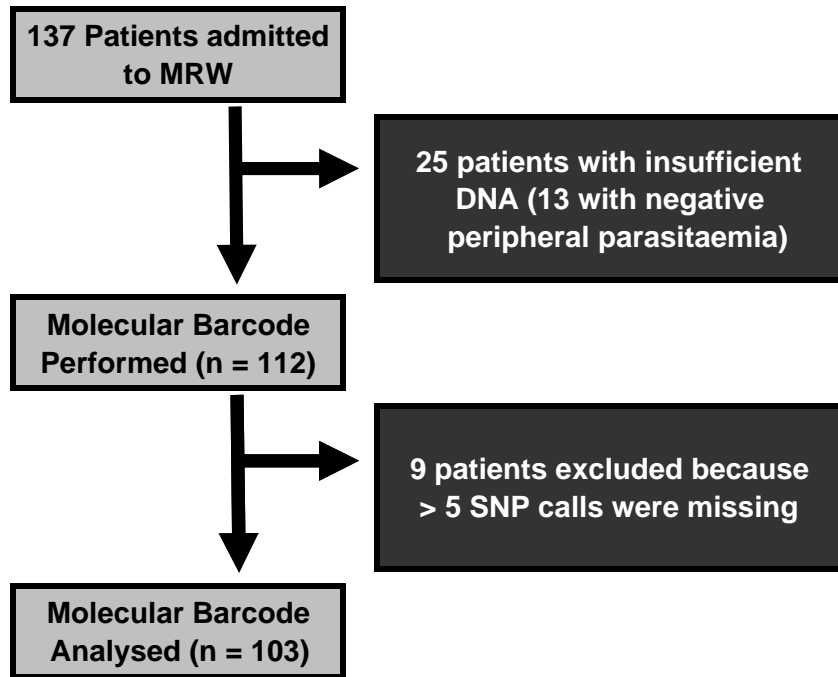 137 Patients admitted
to MRW
25 patients with insufficient
DNA (13 with negative
peripheral parasitaemia)
Molecular Barcode
Performed (n = 112)
9 patients excluded because
> 5 SNP calls were missing
Molecular Barcode
Analysed (n = 103)